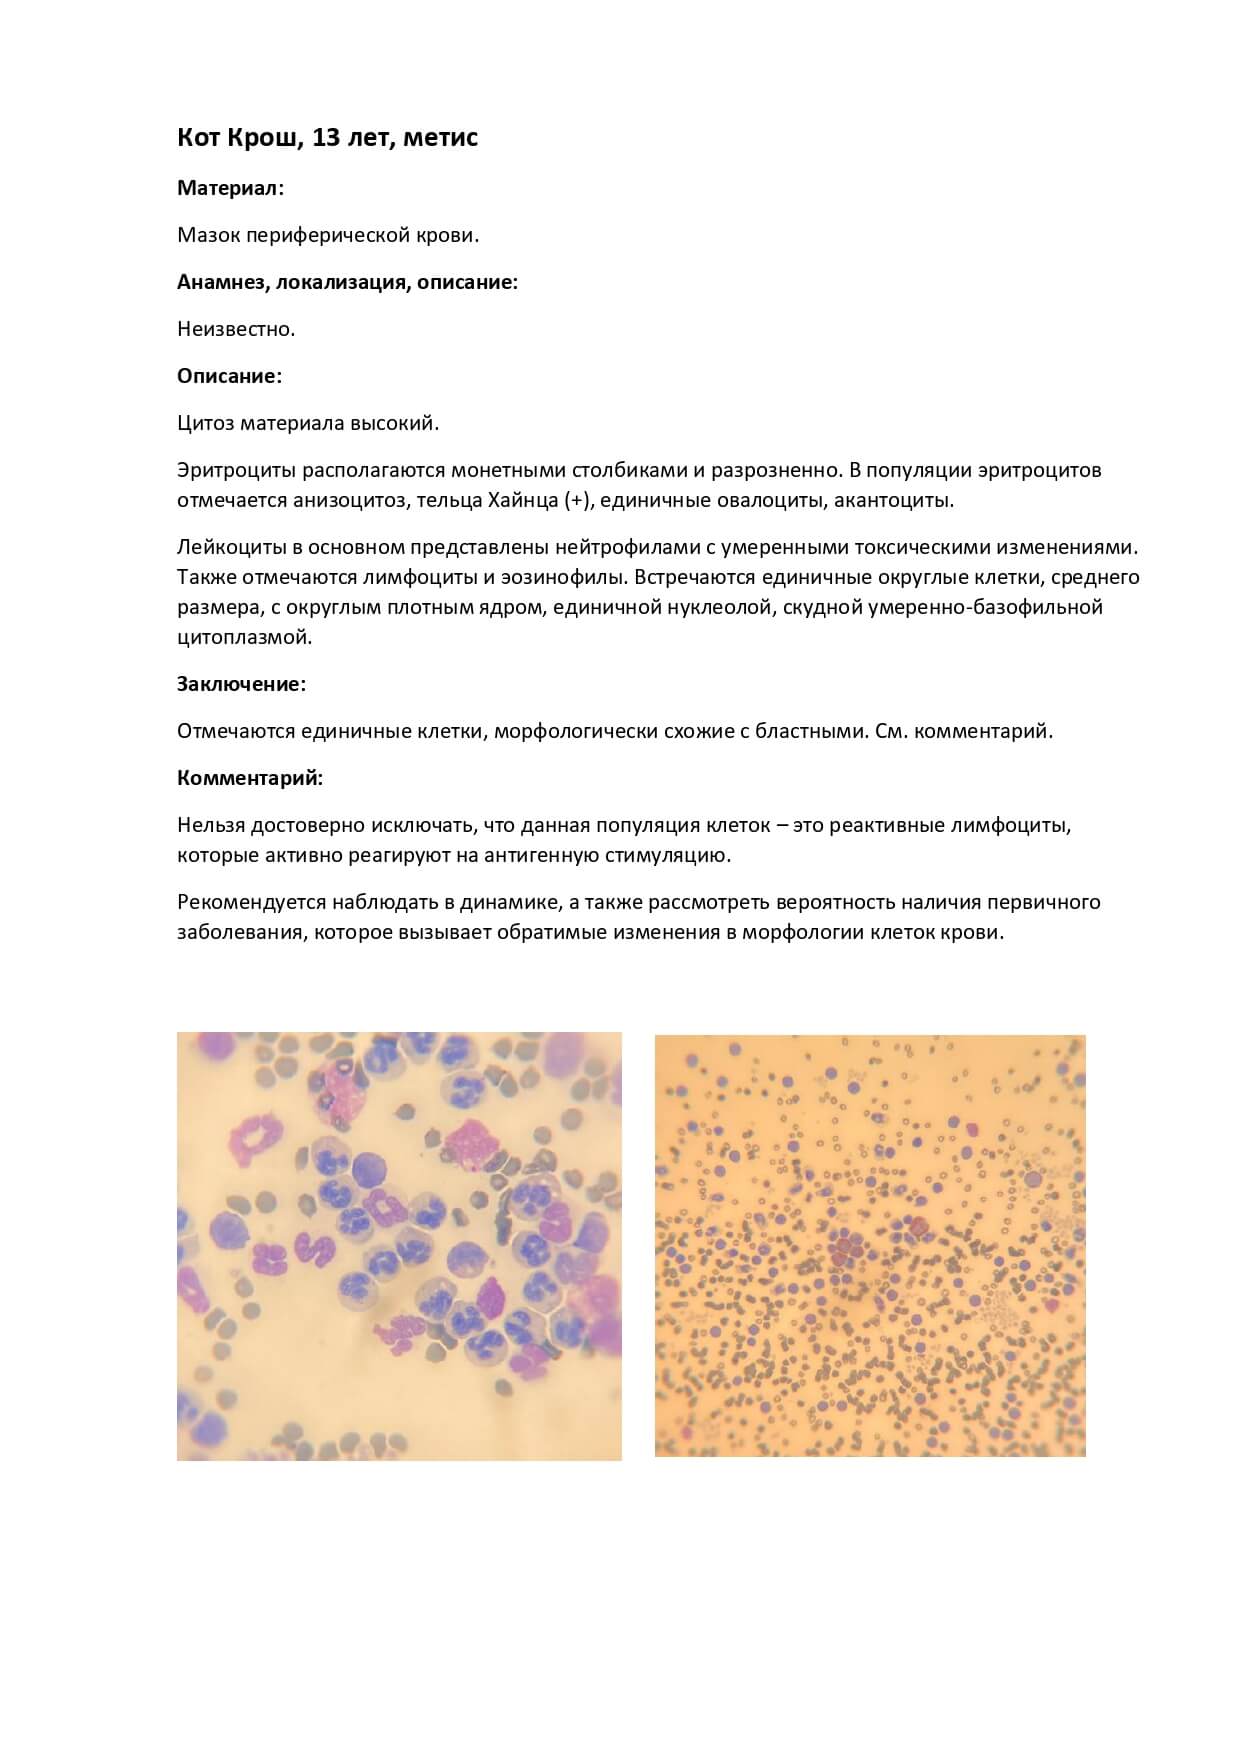 Кот Крош, 13 лет, метис
Материал:
Мазок периферической крови.
Анамнез, локализация, описание:
Неизвестно.
Описание:
Цитоз материала высокий.
Эритроциты располагаются монетными столбиками и разрозненно. В популяции эритроцитов
отмечается анизоцитоз, тельца Хайнца (+), единичные овалоциты, акантоциты.
Лейкоциты в основном представлены нейтрофилами с умеренными токсическими изменениями.
Также отмечаются лимфоциты и эозинофилы. Встречаются единичные округлые клетки, среднего
размера, с округлым плотным ядром, единичной нуклеолой, скудной умеренно-базофильной
цитоплазмой.
Заключение:
Отмечаются единичные клетки, морфологически схожие с бластными. См. комментарий.
Комментарий:
Нельзя достоверно исключать, что данная популяция клеток – это реактивные лимфоциты,
которые активно реагируют на антигенную стимуляцию.
Рекомендуется наблюдать в динамике, а также рассмотреть вероятность наличия первичного
заболевания, которое вызывает обратимые изменения в морфологии клеток крови.